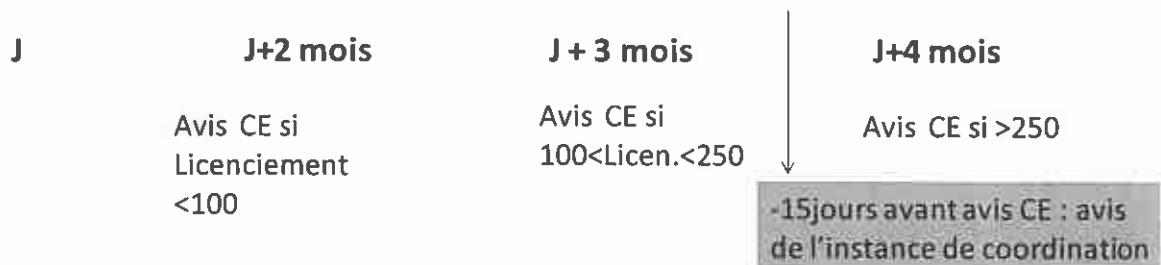 J J+2 mois J + 3 mois J+4 mois
Avis CE si
Licenciement
<100
Avis CE si
100<Licen.<250
Avis CE si >250
-15jours avant avis CE : avis
de l'instance de coordination